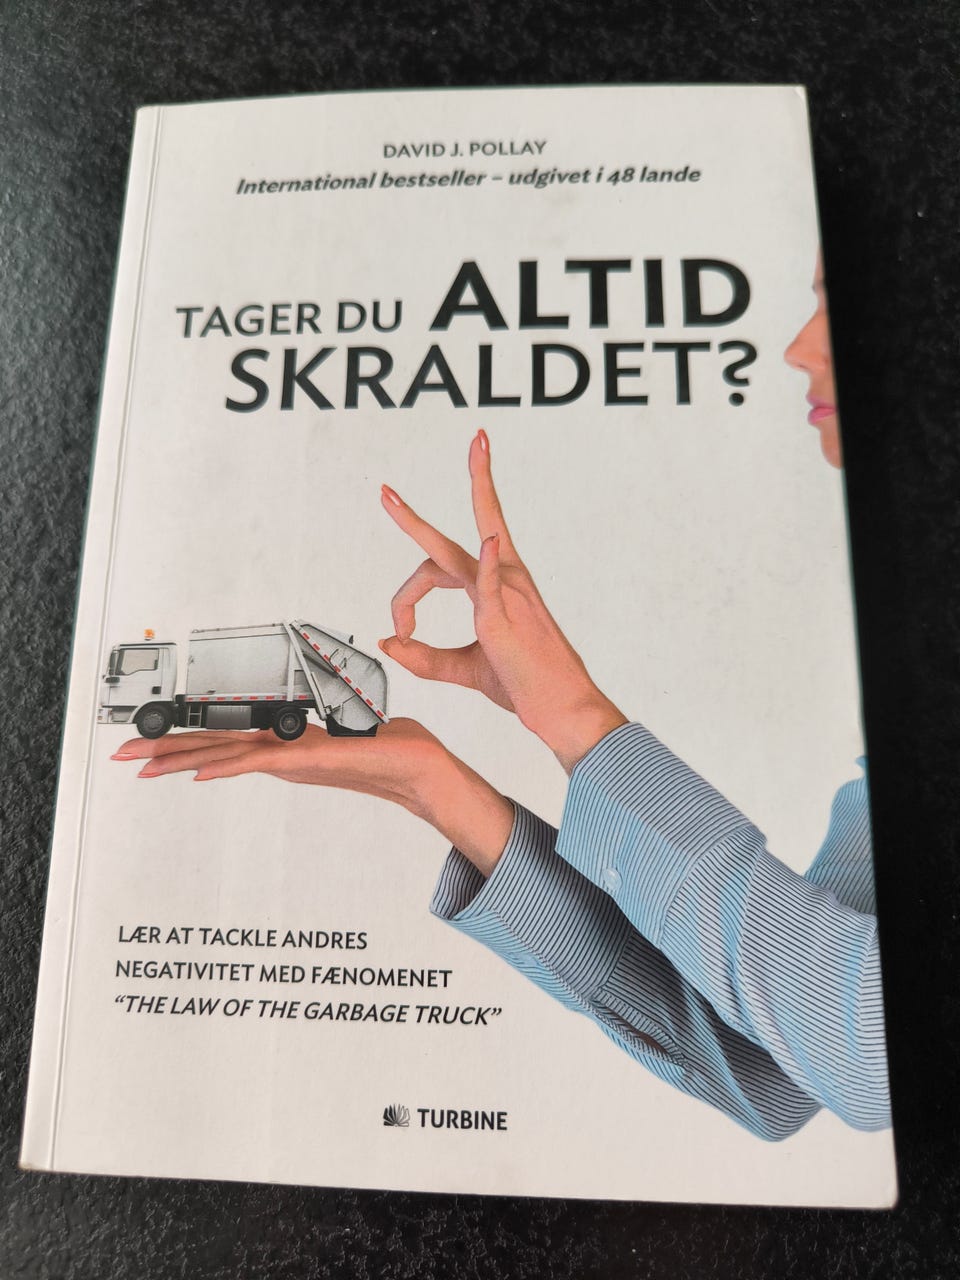 DAVID J. POLLAY
International bestseller – udgivet i 48 lande
TAGER DU ALTID
SKRALDET?
LÆR AT TACKLE ANDRES
NEGATIVITET MED FÆNOMENET
“THE LAW OF THE GARBAGE TRUCK”
TURBINE